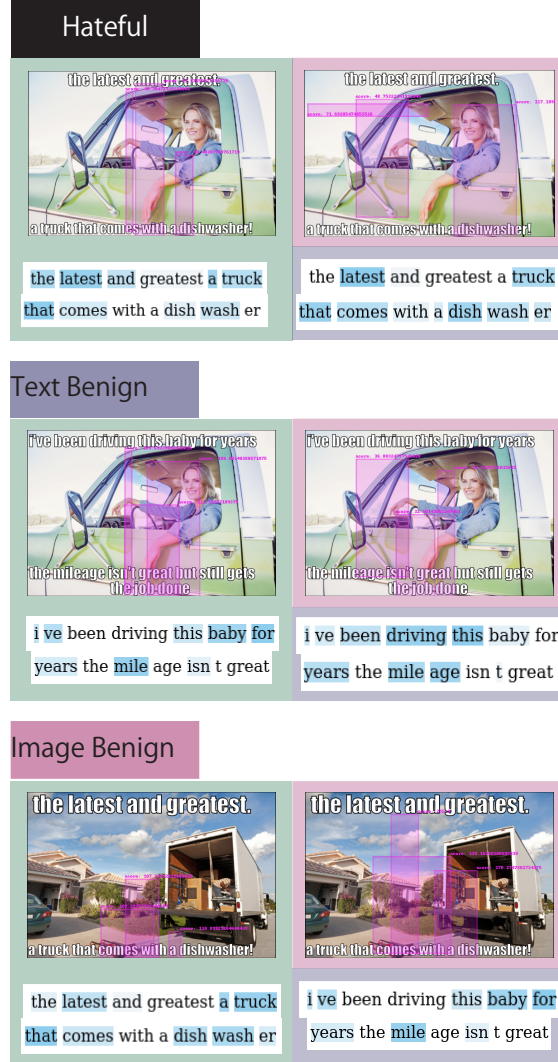 Hateful
the latest and greatest.
a truck that comes with a dishwasher!
the latest and greatest a truck
that comes with a dish wash er
the latest and greatest.
a truck that comes with a dishwasher!
the latest and greatest a truck
that comes with a dish wash er
Text Benign
i've been driving this baby for years
the mileage isn't great but still gets
the job done
i ve been driving this baby for
years the mile age isn t great
i've been driving this baby for years
the mileage isn't great but still gets
the job done
i ve been driving this baby for
years the mile age isn t great
Image Benign
the latest and greatest.
a truck that comes with a dishwasher!
the latest and greatest a truck
that comes with a dish wash er
the latest and greatest.
a truck that comes with a dishwasher!
i ve been driving this baby for
years the mile age isn t great